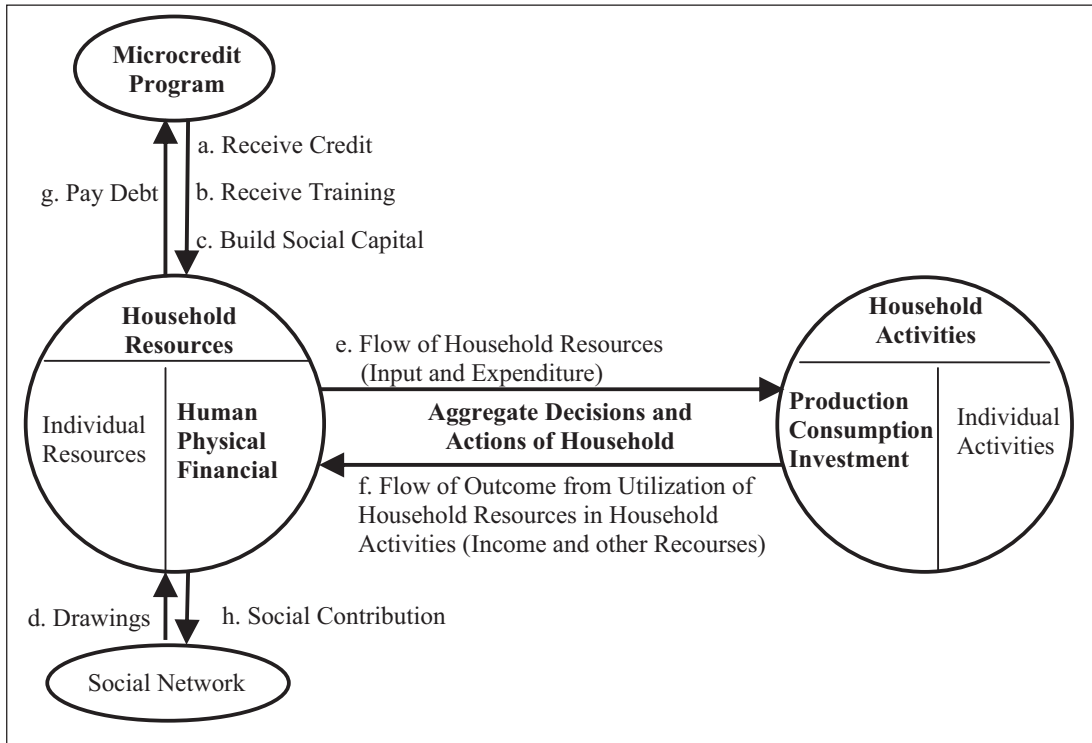 Microcredit
Program
a. Receive Credit
g. Pay Debt
b. Receive Training
c. Build Social Capital
Household
Resources
Individual
Resources
Human
Physical
Financial
e. Flow of Household Resources
(Input and Expenditure)
Aggregate Decisions and
Actions of Household
f. Flow of Outcome from Utilization of
Household Resources in Household
Activities (Income and other Recourses)
Household
Activities
Production
Consumption
Investment
Individual
Activities
d. Drawings
h. Social Contribution
Social Network